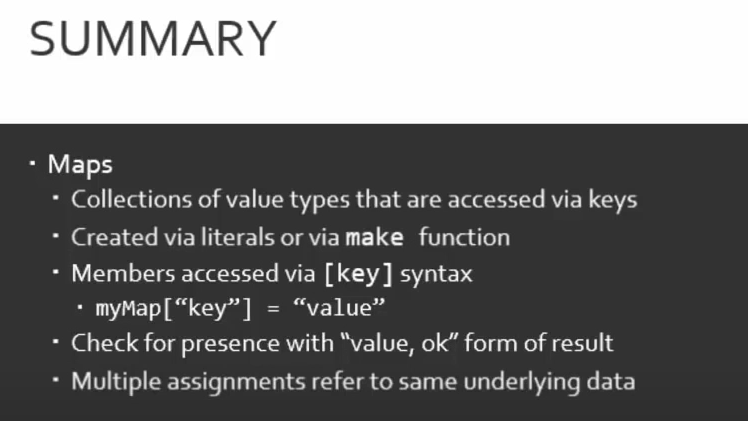 SUMMARY
▪ Maps
▪ Collections of value types that are accessed via keys
▪ Created via literals or via make function
▪ Members accessed via [key] syntax
▪ myMap[“key”] = “value”
▪ Check for presence with “value, ok” form of result
▪ Multiple assignments refer to same underlying data